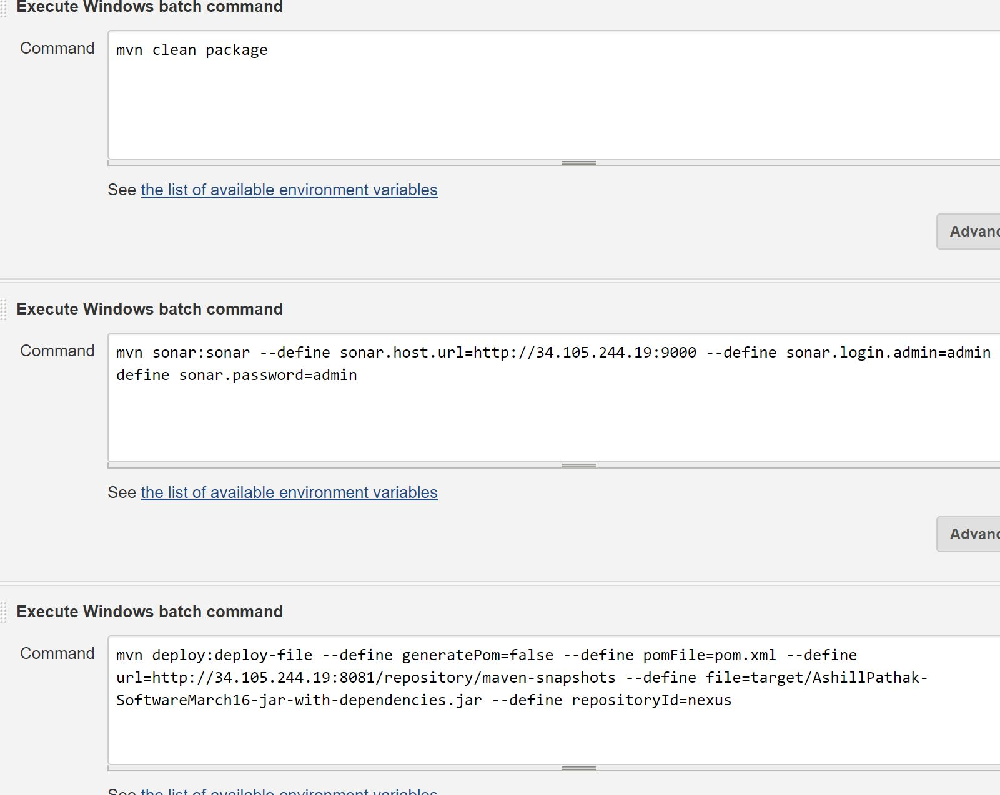 Execute Windows batch command
Command
mvn clean package
See the list of available environment variables
Execute Windows batch command
Command
mvn sonar:sonar --define sonar.host.url=http://34.105.244.19:9000 --define sonar.login.admin=admin
define sonar.password=admin
See the list of available environment variables
Execute Windows batch command
Command
mvn deploy:deploy-file --define generatePom=false --define pomFile=pom.xml --define
url=http://34.105.244.19:8081/repository/maven-snapshots --define file=target/AshillPathak-
SoftwareMarch16-jar-with-dependencies.jar --define repositoryId=nexus
See the list of available environment variables